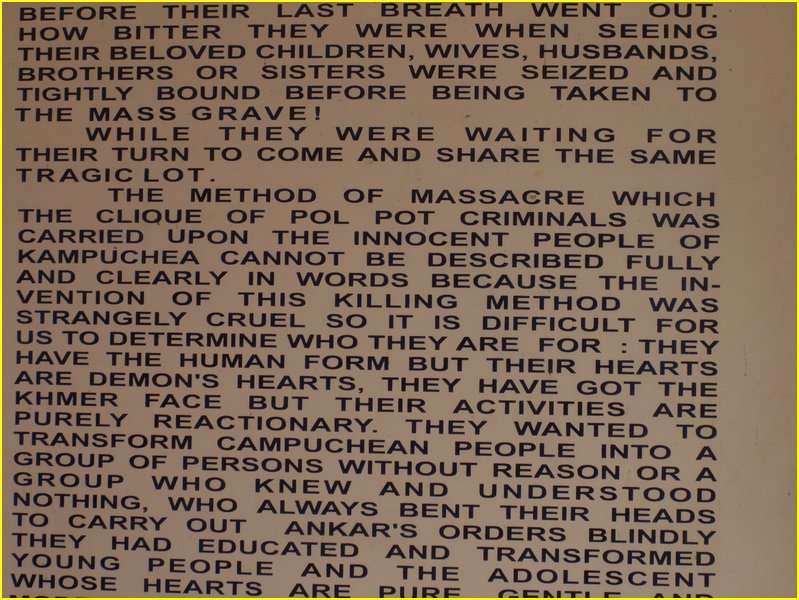 BEFORE THEIR LAST BREATH WENT OUT.
HOW BITTER THEY WERE WHEN SEEING
THEIR BELOVED CHILDREN, WIVES, HUSBANDS,
BROTHERS OR SISTERS WERE SEIZED AND
TIGHTLY BOUND BEFORE BEING TAKEN TO
THE MASS GRAVE!
WHILE THEY WERE WAITING FOR
THEIR TURN TO COME AND SHARE THE SAME
TRAGIC LOT.
THE METHOD OF MASSACRE WHICH
THE CLIQUE OF POL POT CRIMINALS WAS
CARRIED UPON THE INNOCENT PEOPLE OF
KAMPUCHEA CANNOT BE DESCRIBED FULLY
AND CLEARLY IN WORDS BECAUSE THE IN-
VENTION OF THIS KILLING METHOD WAS
STRANGELY CRUEL SO IT IS DIFFICULT FOR
US TO DETERMINE WHO THEY ARE FOR : THEY
HAVE THE HUMAN FORM BUT THEIR HEARTS
ARE DEMON'S HEARTS, THEY HAVE GOT THE
KHMER FACE BUT THEIR ACTIVITIES ARE
PURELY REACTIONARY. THEY WANTED TO
TRANSFORM CAMPUCHEAN PEOPLE INTO A
GROUP OF PERSONS WITHOUT REASON OR A
GROUP WHO KNEW AND UNDERSTOOD
NOTHING, WHO ALWAYS BENT THEIR HEADS
TO CARRY OUT ANKAR'S ORDERS BLINDLY
THEY HAD EDUCATED AND TRANSFORMED
YOUNG PEOPLE AND THE ADOLESCENT
WHOSE HEARTS ARE PURE, GENTLE AND